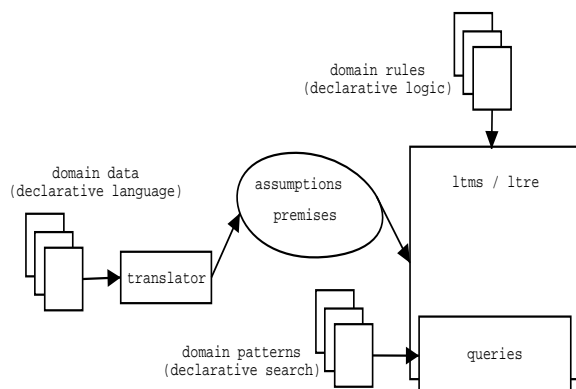 domain rules
(declarative logic)
domain data
(declarative language)
assumptions
premises
ltms / ltre
translator
domain patterns
(declarative search)
queries